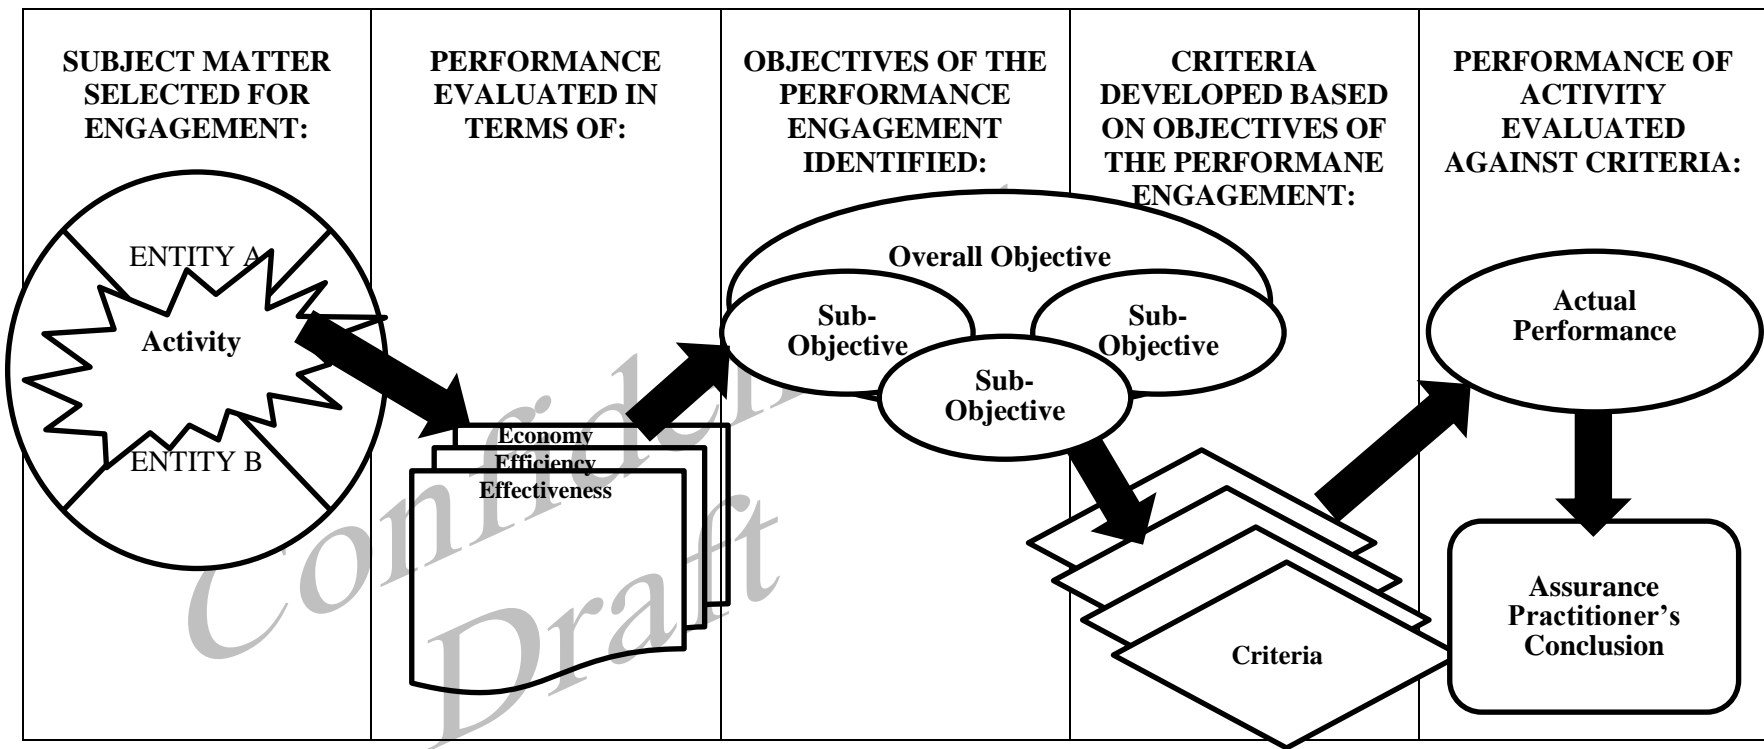 SUBJECT MATTER
SELECTED FOR
ENGAGEMENT:
PERFORMANCE
EVALUATED IN
TERMS OF:
OBJECTIVES OF THE
PERFORMANCE
ENGAGEMENT
IDENTIFIED:
CRITERIA
DEVELOPED BASED
ON OBJECTIVES OF
THE PERFORMANE
ENGAGEMENT:
PERFORMANCE OF
ACTIVITY
EVALUATED
AGAINST CRITERIA:
ENTITY A
Activity
ENTITY B
Economy
Efficiency
Effectiveness
Overall Objective
Sub-
Objective
Sub-
Objective
Sub-
Objective
Criteria
Actual
Performance
Assurance
Practitioner’s
Conclusion
Draft